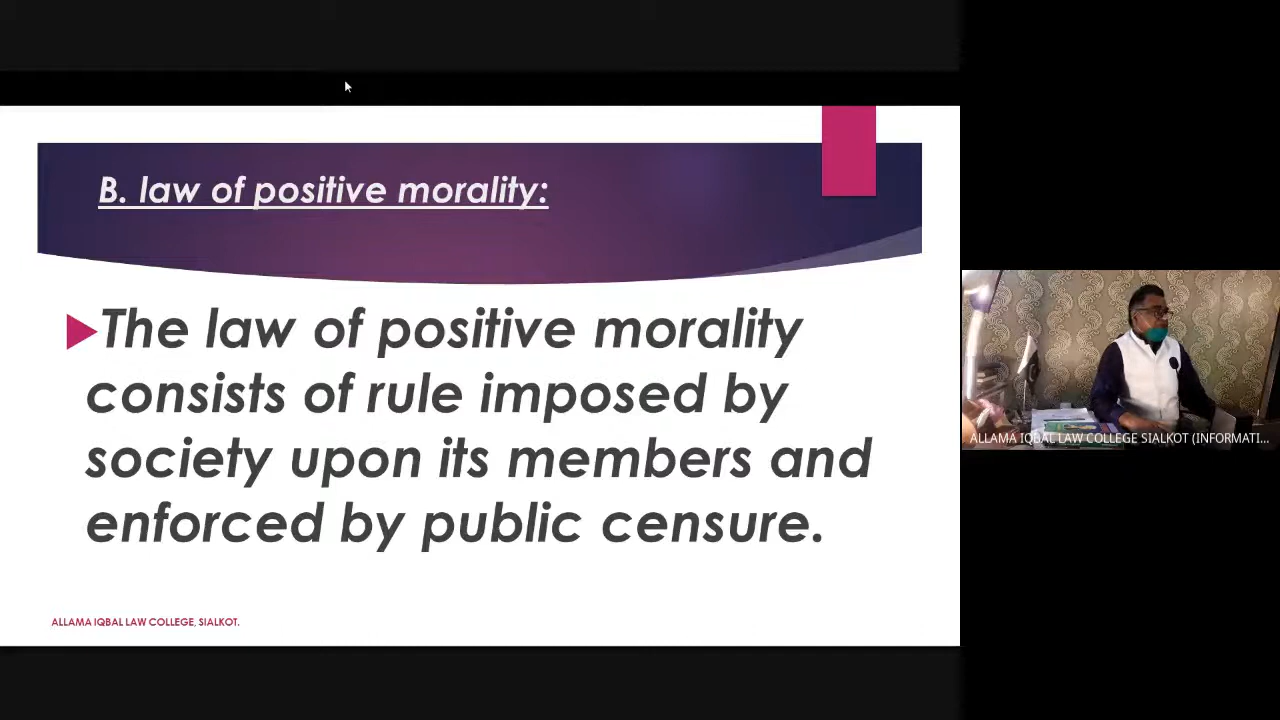 B. law of positive morality:
The law of positive morality
consists of rule imposed by
society upon its members and
enforced by public censure.
ALLAMA IQBAL LAW COLLEGE, SIALKOT.
ALLAMA IQBAL LAW COLLEGE SIALKOT (INFORMATI...